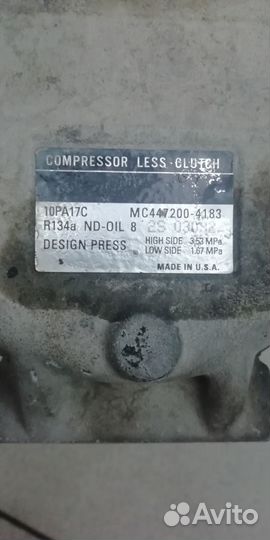 COMPRESSOR LESS-CLUTCH
10PA17C MC447200-4183
R134a ND-OIL 8
DESIGN PRESS. HIGH SIDE 3.53 MPa
LOW SIDE 1.67 MPa
MADE IN U.S.A.
Avito